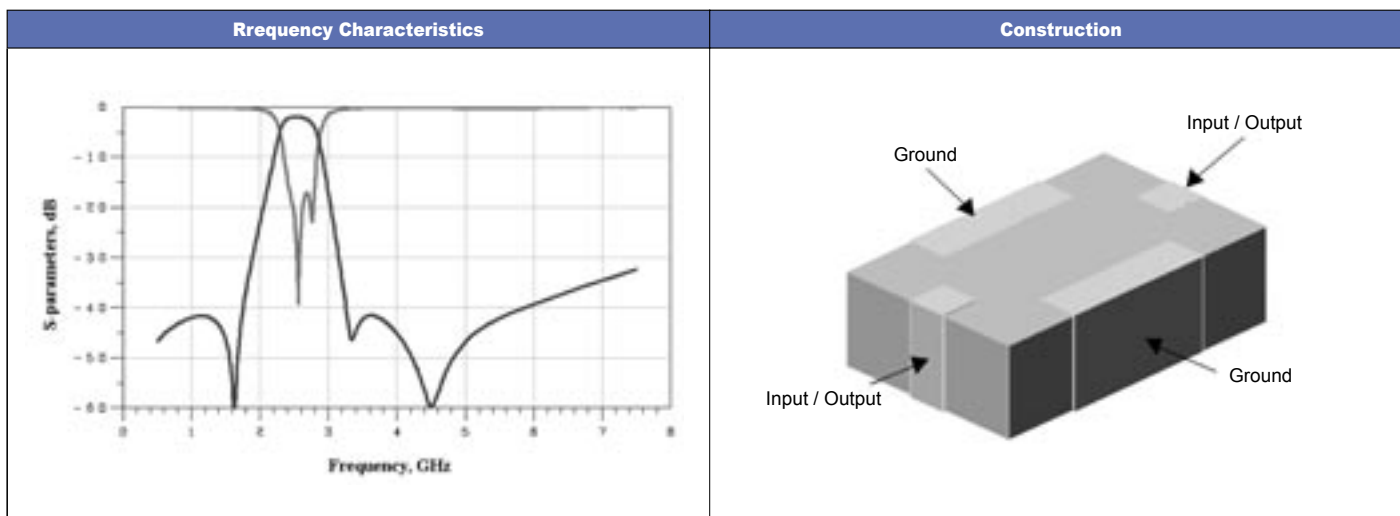 Rrequency Characteristics
Construction
0
-10
-20
-30
-40
-50
-60
S-parameters, dB
0 1 2 3 4 5 6 7 8
Frequency, GHz
Input / Output
Ground
Ground
Input / Output